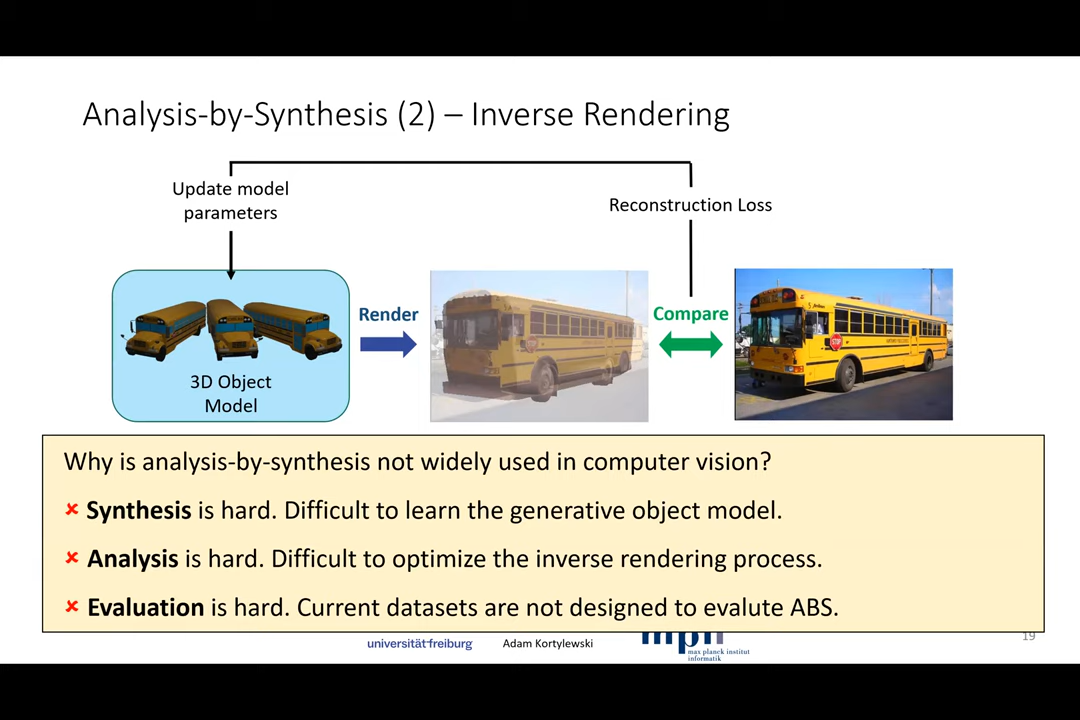 Analysis-by-Synthesis (2) – Inverse Rendering
Update model
parameters
Reconstruction Loss
Render
Compare
STOP
3D Object
Model
Why is analysis-by-synthesis not widely used in computer vision?
✘ Synthesis is hard. Difficult to learn the generative object model.
✘ Analysis is hard. Difficult to optimize the inverse rendering process.
✘ Evaluation is hard. Current datasets are not designed to evalute ABS.
universität freiburg
Adam Kortylewski
max planck institut
informatik
19